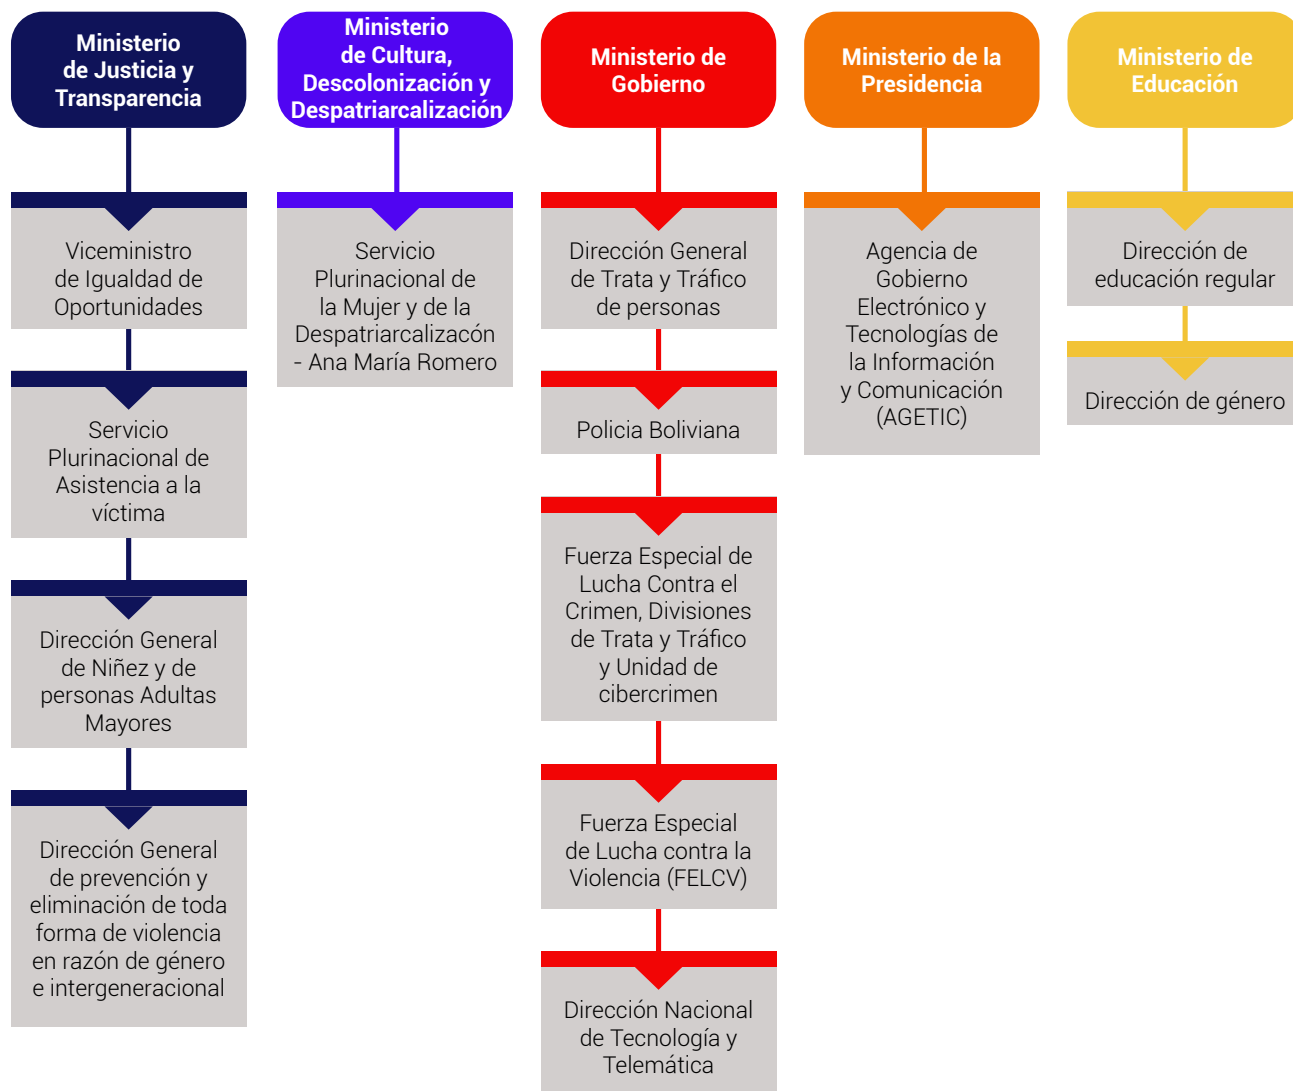 Ministerio
de Justicia y
Transparencia
Viceministro
de Igualdad de
Oportunidades
Servicio
Plurinacional de
Asistencia a la
víctima
Dirección General
de Niñez y de
personas Adultas
Mayores
Dirección General
de prevención y
eliminación de toda
forma de violencia
en razón de género
e intergeneracional
Ministerio
de Cultura,
Descolonización y
Despatriarcalización
Servicio
Plurinacional de
la Mujer y de la
Despatriarcalizacón
- Ana María Romero
Ministerio de
Gobierno
Dirección General
de Trata y Tráfico
de personas
Policia Boliviana
Fuerza Especial de
Lucha Contra el
Crimen, Divisiones
de Trata y Tráfico
y Unidad de
cibercrimen
Fuerza Especial
de Lucha contra la
Violencia (FELCV)
Dirección Nacional
de Tecnología y
Telemática
Ministerio de la
Presidencia
Agencia de
Gobierno
Electrónico y
Tecnologías de
la Información
y Comunicación
(AGETIC)
Ministerio de
Educación
Dirección de
educación regular
Dirección de género